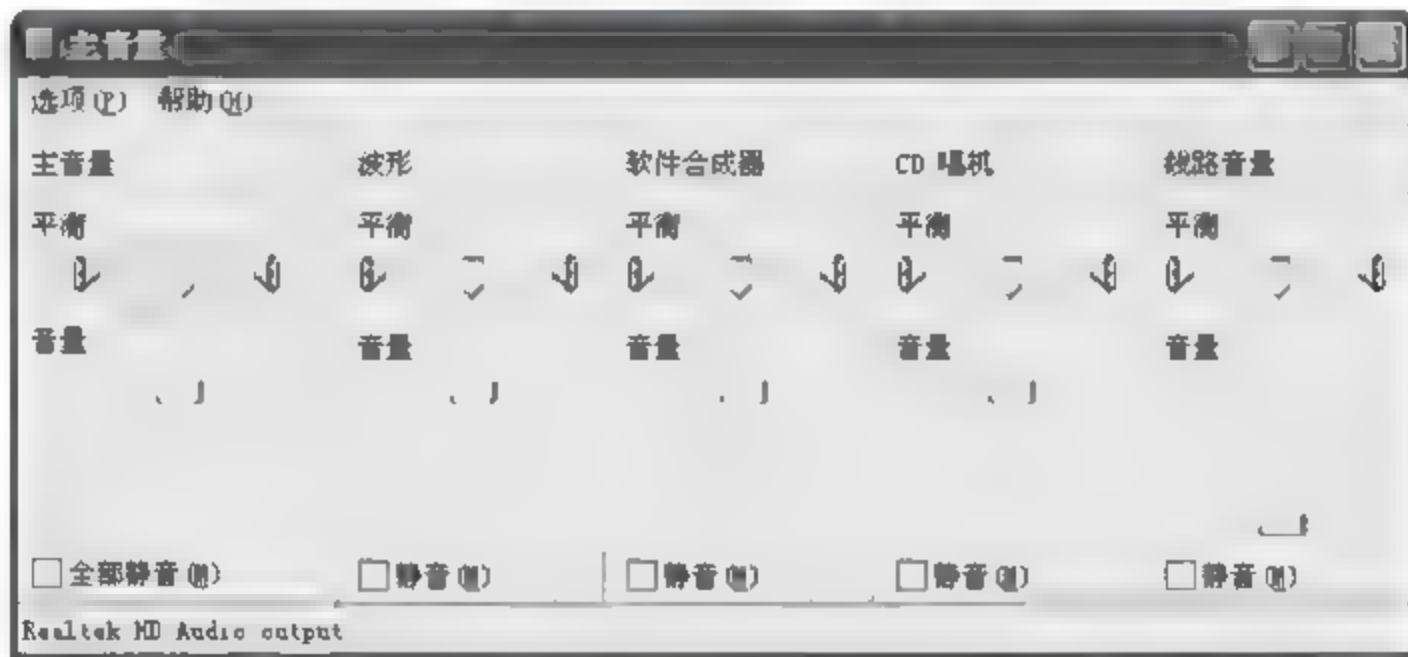 主音量
选项(P) 帮助(H)
主音量 波形 软件合成器 CD 唱机 线路音量
平衡 平衡 平衡 平衡 平衡
音量 音量 音量 音量 音量
全部静音(M) 静音(M) 静音(M) 静音(M) 静音(M)
Realtek HD Audio output